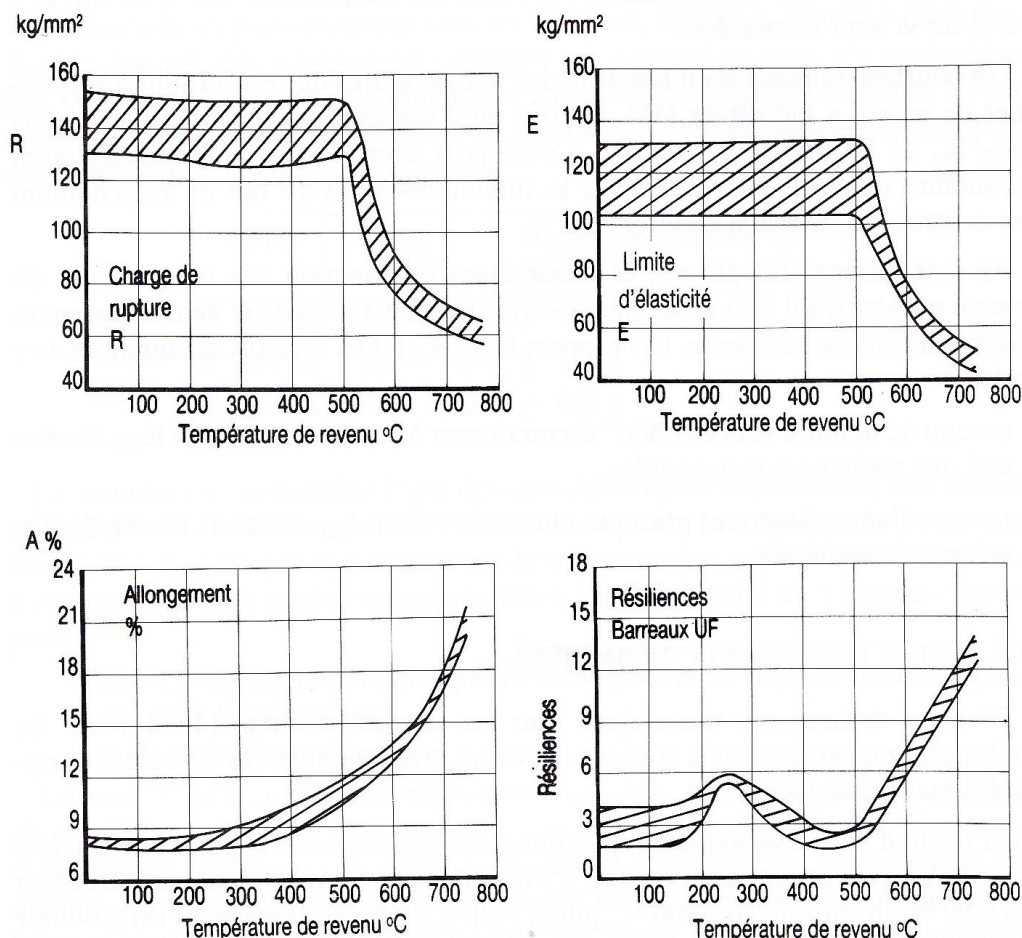 kg/mm²
160
140
R
120
100
80
60
40
Charge de
rupture
R
100 200 300 400 500 600 700 800
Température de revenu °C
kg/mm²
160
140
E
120
100
80
60
40
Limite
d'élasticité
E
100 200 300 400 500 600 700 800
Température de revenu °C
A %
24
21
18
15
12
9
6
Allongement
%
100 200 300 400 500 600 700 800
Température de revenu °C
18
15
12
9
6
3
0
Résiliences
Résiliences
Barreaux UF
100 200 300 400 500 600 700 800
Température de revenu °C